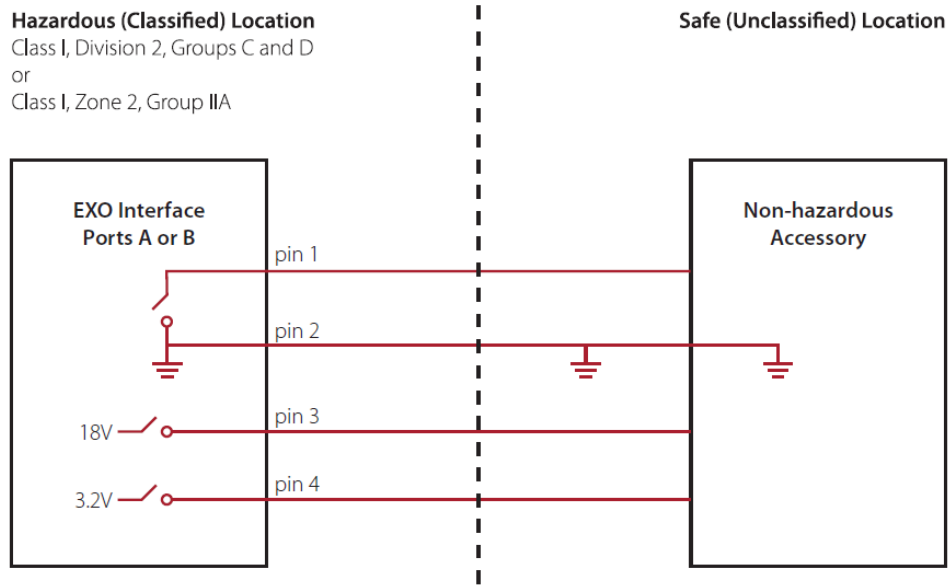 Hazardous (Classified) Location
Class I, Division 2, Groups C and D
or
Class I, Zone 2, Group IIA
Safe (Unclassified) Location
EXO Interface
Ports A or B
Non-hazardous
Accessory
pin 1
pin 2
pin 3
18V
pin 4
3.2V